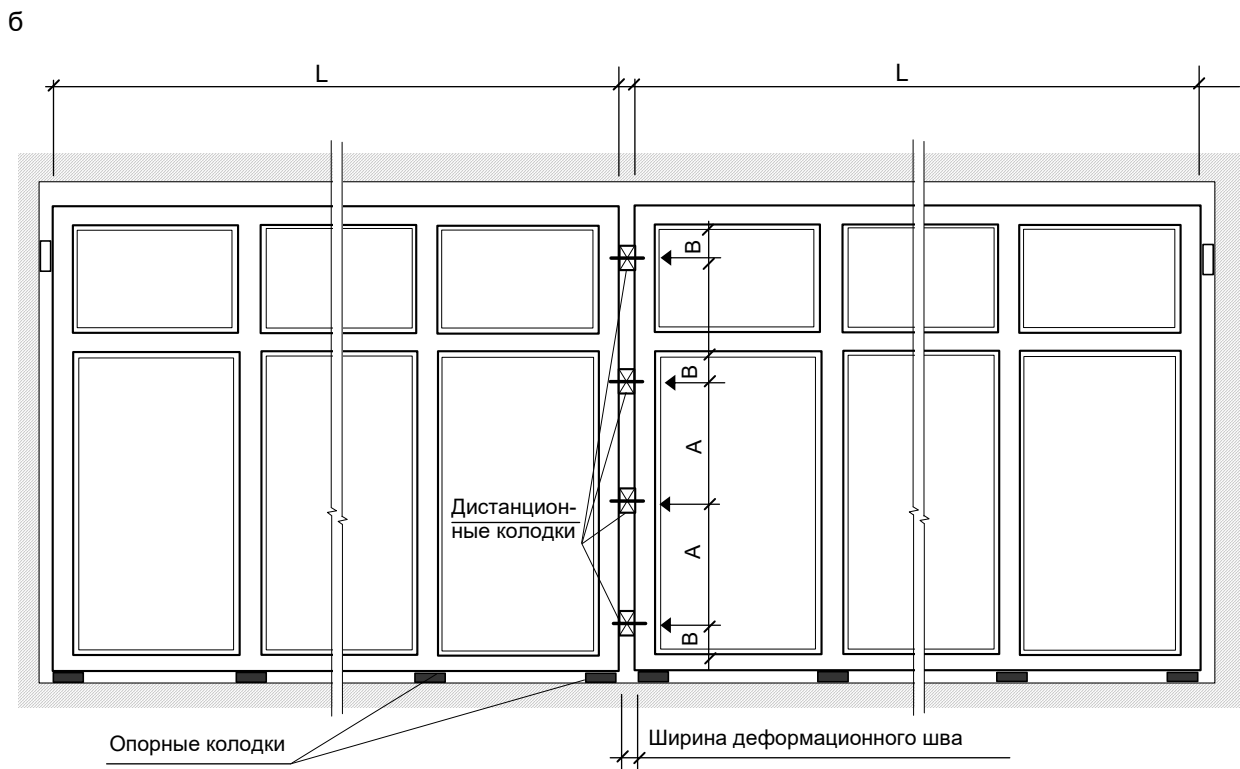 б
L
L
В
В
А
А
В
Дистанцион-
ные колодки
Опорные колодки
Ширина деформационного шва